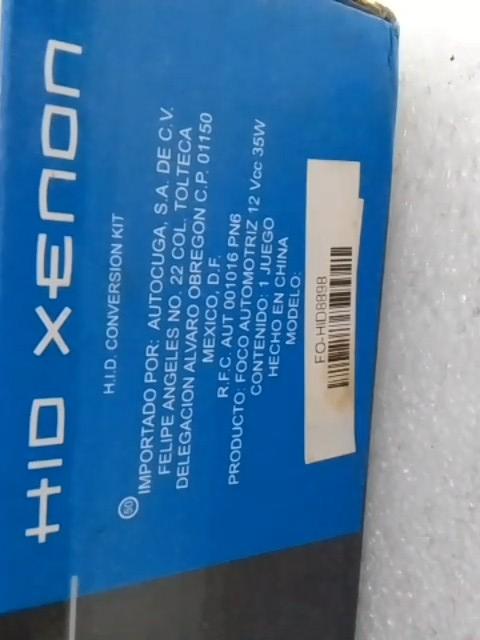 HID XENON
H.I.D. CONVERSION KIT
IMPORTADO POR: AUTOCUGA, S.A. DE C.V.
FELIPE ANGELES NO. 22 COL. TOLTECA
DELEGACION ALVARO OBREGON C.P. 01150
MEXICO, D.F.
R.F.C. AUT 001016 PN6
PRODUCTO: FOCO AUTOMOTRIZ 12 Vcc 35W
CONTENIDO: 1 JUEGO
HECHO EN CHINA
MODELO:
FO-HID8898